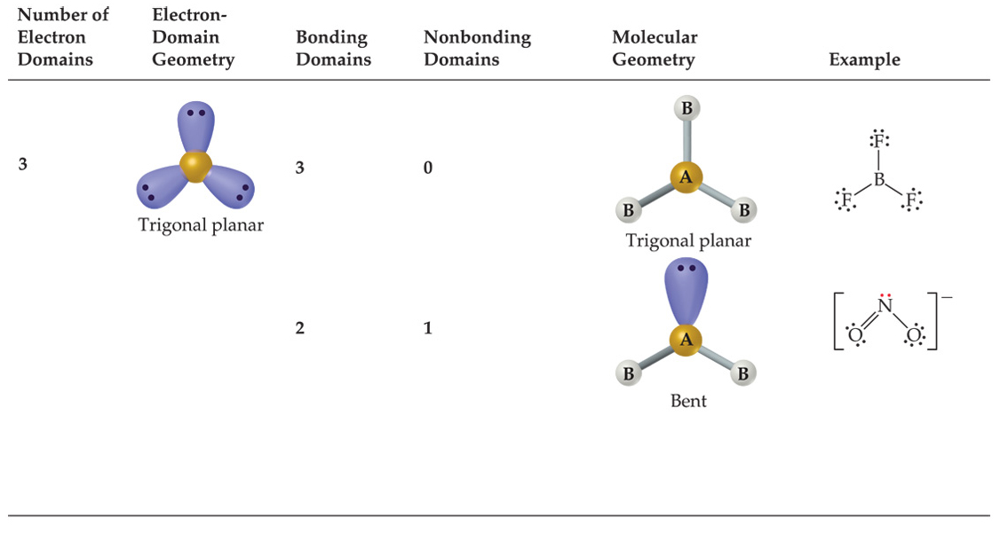 Number of Electron Domains
Electron-Domain Geometry
Bonding Domains
Nonbonding Domains
Molecular Geometry
Example
3
Trigonal planar
3
0
B
A
B
B
Trigonal planar
F
B
F
F
2
1
A
B
B
Bent
[
N
O
O
]−